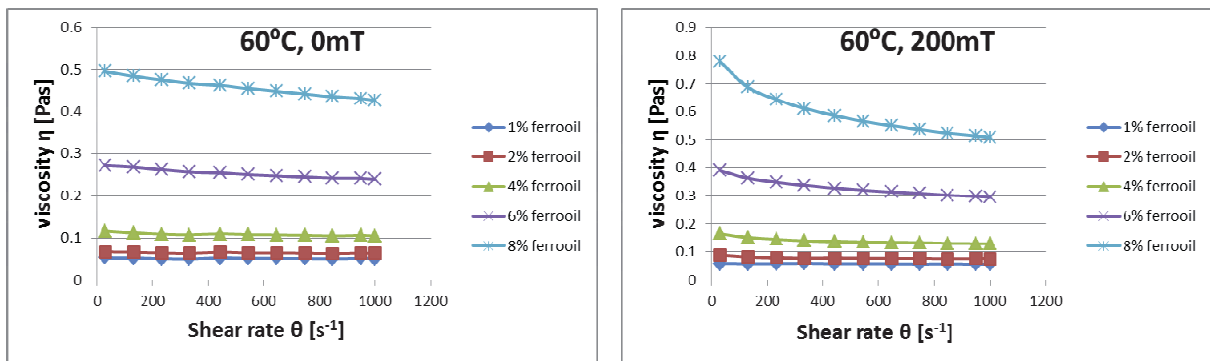 60⁰C, 0mT
0.6
0.5
0.4
0.3
0.2
0.1
0
viscosity η [Pas]
0 200 400 600 800 1000 1200
Shear rate θ [s⁻¹]
1% ferrooil
2% ferrooil
4% ferrooil
6% ferrooil
8% ferrooil
60⁰C, 200mT
0.9
0.8
0.7
0.6
0.5
0.4
0.3
0.2
0.1
0
viscosity η [Pas]
0 200 400 600 800 1000 1200
Shear rate θ [s⁻¹]
1% ferrooil
2% ferrooil
4% ferrooil
6% ferrooil
8% ferrooil